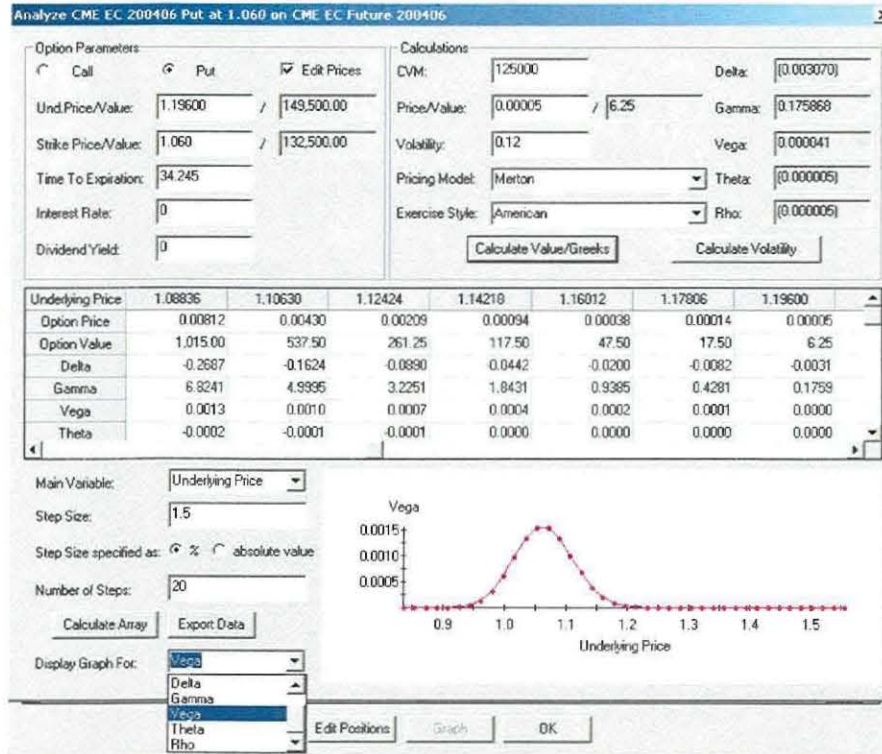 Analyze CME EC 200406 Put at 1.060 on CME EC Future 200406
Option Parameters
Call Put Edit Prices
Und.Price/Value: 1.19600 / 149,500.00
Strike Price/Value: 1.060 / 132,500.00
Time To Expiration: 34.245
Interest Rate: 0
Dividend Yield: 0
Calculations
CVM: 125000 Delta: (0.003070)
Price/Value: 0.00005 / 6.25 Gamma: 0.175868
Volatility: 0.12 Vega: 0.000041
Pricing Model: Merton Theta: (0.000005)
Exercise Style: American Rho: (0.000005)
Calculate Value/Greeks Calculate Volatility
Underlying Price 1.08836 1.10630 1.12424 1.14218 1.16012 1.17806 1.19600
Option Price 0.00812 0.00430 0.00209 0.00094 0.00038 0.00014 0.00005
Option Value 1,015.00 537.50 261.25 117.50 47.50 17.50 6.25
Delta -0.2687 -0.1624 -0.0890 -0.0442 -0.0200 -0.0082 -0.0031
Gamma 6.8241 4.9995 3.2251 1.8431 0.9385 0.4281 0.1759
Vega 0.0013 0.0010 0.0007 0.0004 0.0002 0.0001 0.0000
Theta -0.0002 -0.0001 -0.0001 0.0000 0.0000 0.0000 0.0000
Main Variable: Underlying Price
Step Size: 1.5
Step Size specified as: % absolute value
Number of Steps: 20
Calculate Array Export Data
Display Graph For: Vega
Delta
Gamma
Vega
Theta
Rho
Vega
0.0015
0.0010
0.0005
0.9 1.0 1.1 1.2 1.3 1.4 1.5
Underlying Price
Edit Positions Graph OK